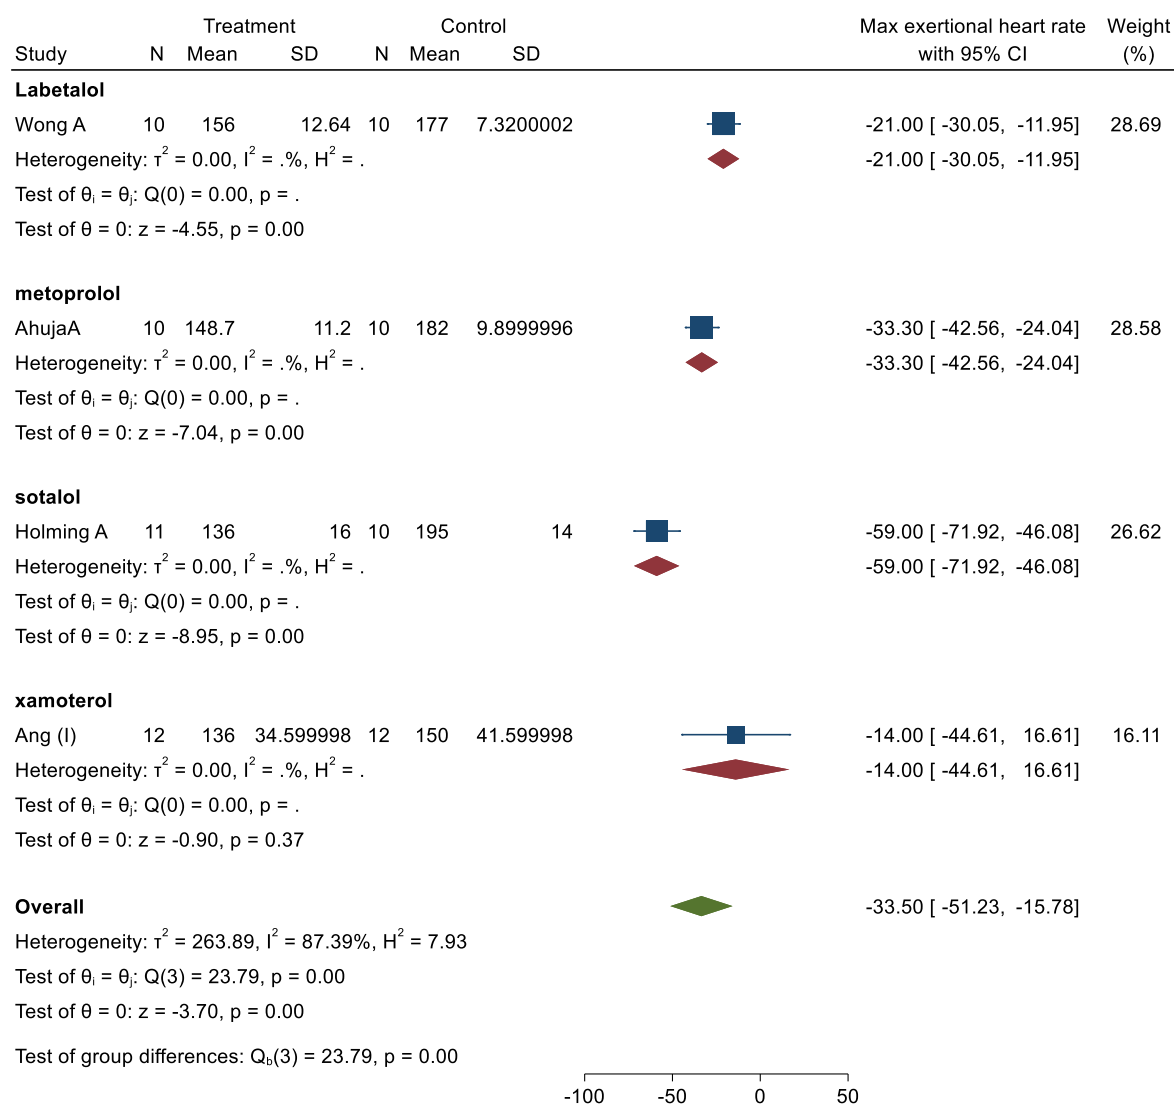 Treatment Control Max exertional heart rate Weight
Study N Mean SD N Mean SD with 95% CI (%)
Labetalol
Wong A 10 156 12.64 10 177 7.3200002 -21.00 [ -30.05, -11.95] 28.69
Heterogeneity: τ² = 0.00, I² = .%, H² = . -21.00 [ -30.05, -11.95]
Test of θᵢ = θⱼ: Q(0) = 0.00, p = .
Test of θ = 0: z = -4.55, p = 0.00
metoprolol
AhujaA 10 148.7 11.2 10 182 9.8999996 -33.30 [ -42.56, -24.04] 28.58
Heterogeneity: τ² = 0.00, I² = .%, H² = . -33.30 [ -42.56, -24.04]
Test of θᵢ = θⱼ: Q(0) = 0.00, p = .
Test of θ = 0: z = -7.04, p = 0.00
sotalol
Holming A 11 136 16 10 195 14 -59.00 [ -71.92, -46.08] 26.62
Heterogeneity: τ² = 0.00, I² = .%, H² = . -59.00 [ -71.92, -46.08]
Test of θᵢ = θⱼ: Q(0) = 0.00, p = .
Test of θ = 0: z = -8.95, p = 0.00
xamoterol
Ang (I) 12 136 34.599998 12 150 41.599998 -14.00 [ -44.61, 16.61] 16.11
Heterogeneity: τ² = 0.00, I² = .%, H² = . -14.00 [ -44.61, 16.61]
Test of θᵢ = θⱼ: Q(0) = 0.00, p = .
Test of θ = 0: z = -0.90, p = 0.37
Overall -33.50 [ -51.23, -15.78]
Heterogeneity: τ² = 263.89, I² = 87.39%, H² = 7.93
Test of θᵢ = θⱼ: Q(3) = 23.79, p = 0.00
Test of θ = 0: z = -3.70, p = 0.00
Test of group differences: Q_b(3) = 23.79, p = 0.00
-100 -50 0 50